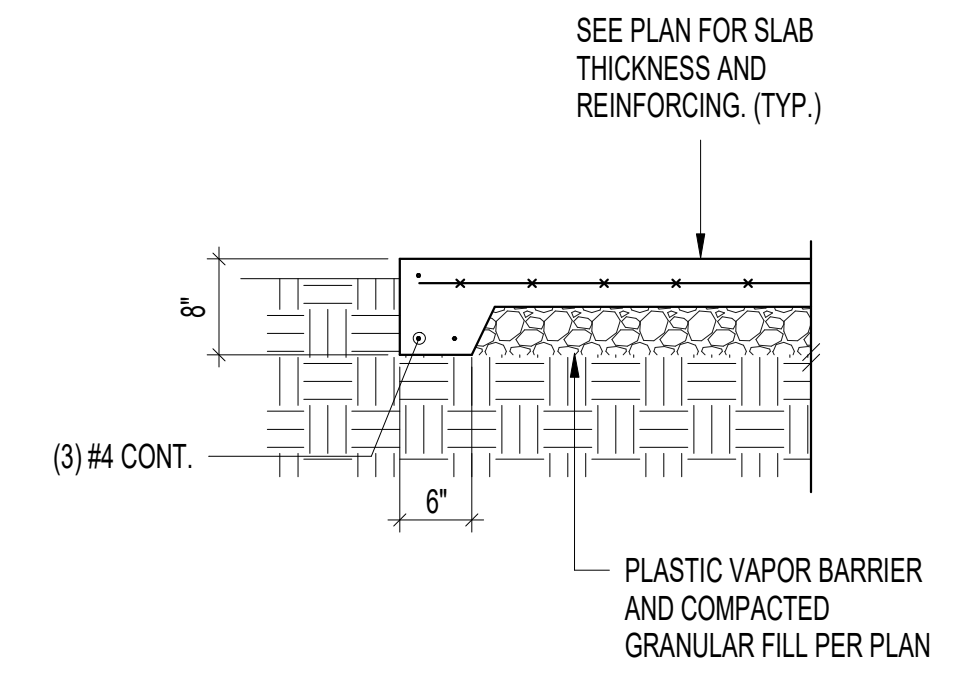 SEE PLAN FOR SLAB
THICKNESS AND
REINFORCING. (TYP.)
8"
(3) #4 CONT.
6"
PLASTIC VAPOR BARRIER
AND COMPACTED
GRANULAR FILL PER PLAN